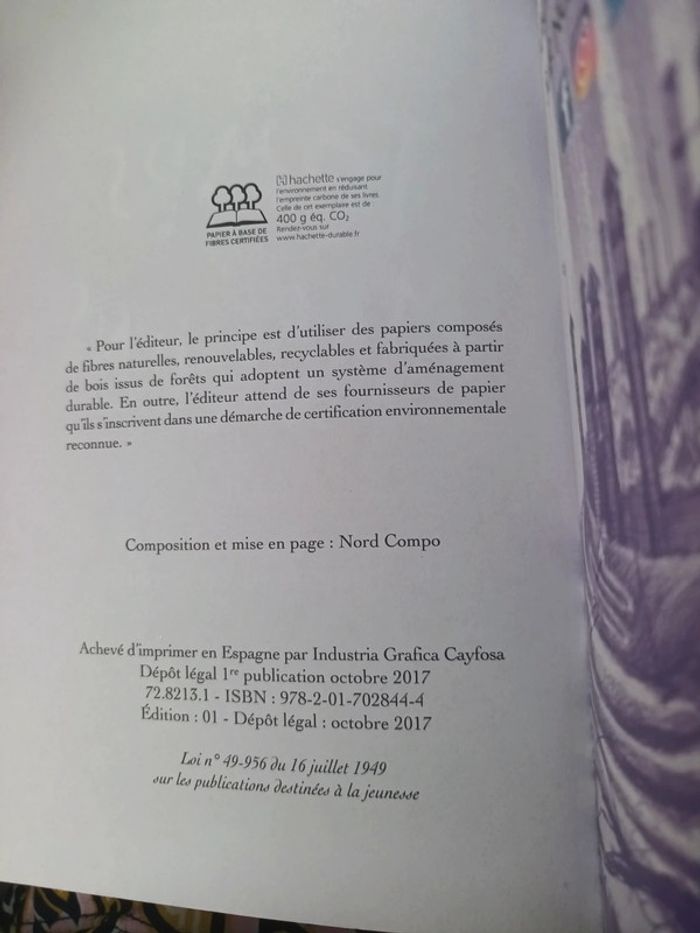 hachette s'engage pour
l'environnement en réduisant
l'empreinte carbone de ses livres.
Celle de cet exemplaire est de :
400 g éq. CO₂
Rendez-vous sur
www.hachette-durable.fr
PAPIER À BASE DE
FIBRES CERTIFIÉES
« Pour l'éditeur, le principe est d'utiliser des papiers composés
de fibres naturelles, renouvelables, recyclables et fabriquées à partir
de bois issus de forêts qui adoptent un système d'aménagement
durable. En outre, l'éditeur attend de ses fournisseurs de papier
qu'ils s'inscrivent dans une démarche de certification environnementale
reconnue. »
Composition et mise en page : Nord Compo
Achevé d'imprimer en Espagne par Industria Grafica Cayfosa
Dépôt légal 1re publication octobre 2017
72.8213.1 - ISBN : 978-2-01-702844-4
Édition : 01 - Dépôt légal : octobre 2017
Loi n° 49-956 du 16 juillet 1949
sur les publications destinées à la jeunesse